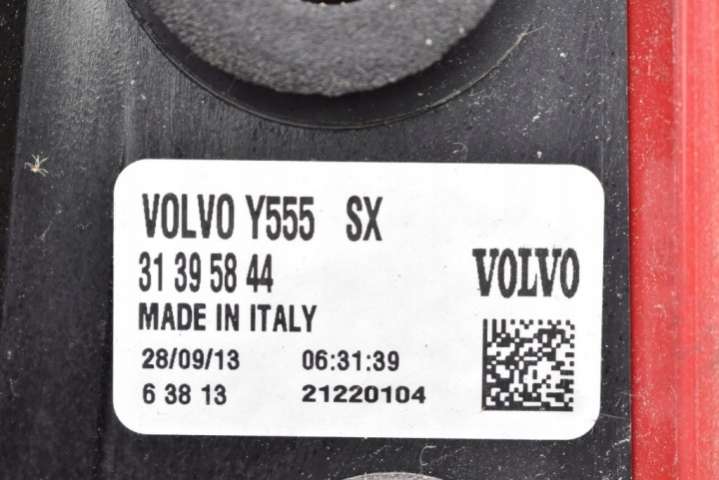 VOLVO Y555 SX
31 39 58 44
VOLVO
MADE IN ITALY
28/09/13 06:31:39
6 38 13 21220104